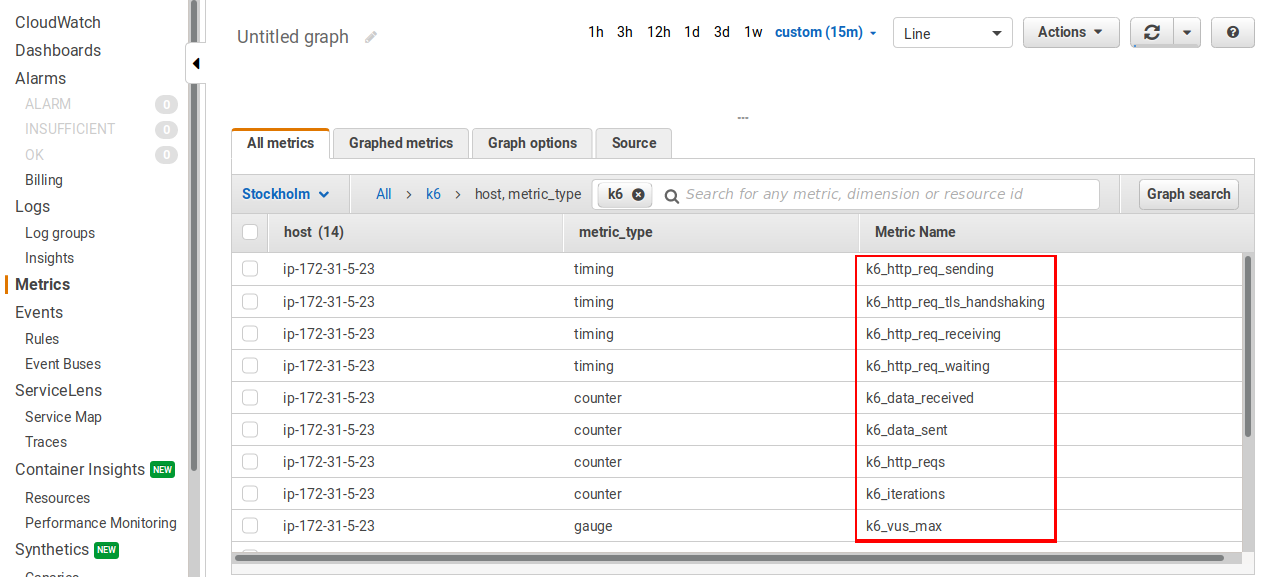 CloudWatch
Dashboards
Alarms
ALARM 0
INSUFFICIENT 0
OK 0
Billing
Logs
Log groups
Insights
Metrics
Events
Rules
Event Buses
ServiceLens
Service Map
Traces
Container Insights NEW
Resources
Performance Monitoring
Synthetics NEW
Canaries
Untitled graph
1h 3h 12h 1d 3d 1w custom (15m) Line Actions ?
All metrics Graphed metrics Graph options Source
Stockholm All > k6 > host, metric_type k6 Search for any metric, dimension or resource id Graph search
host (14) metric_type Metric Name
ip-172-31-5-23 timing k6_http_req_sending
ip-172-31-5-23 timing k6_http_req_tls_handshaking
ip-172-31-5-23 timing k6_http_req_receiving
ip-172-31-5-23 timing k6_http_req_waiting
ip-172-31-5-23 counter k6_data_received
ip-172-31-5-23 counter k6_data_sent
ip-172-31-5-23 counter k6_http_reqs
ip-172-31-5-23 counter k6_iterations
ip-172-31-5-23 gauge k6_vus_max